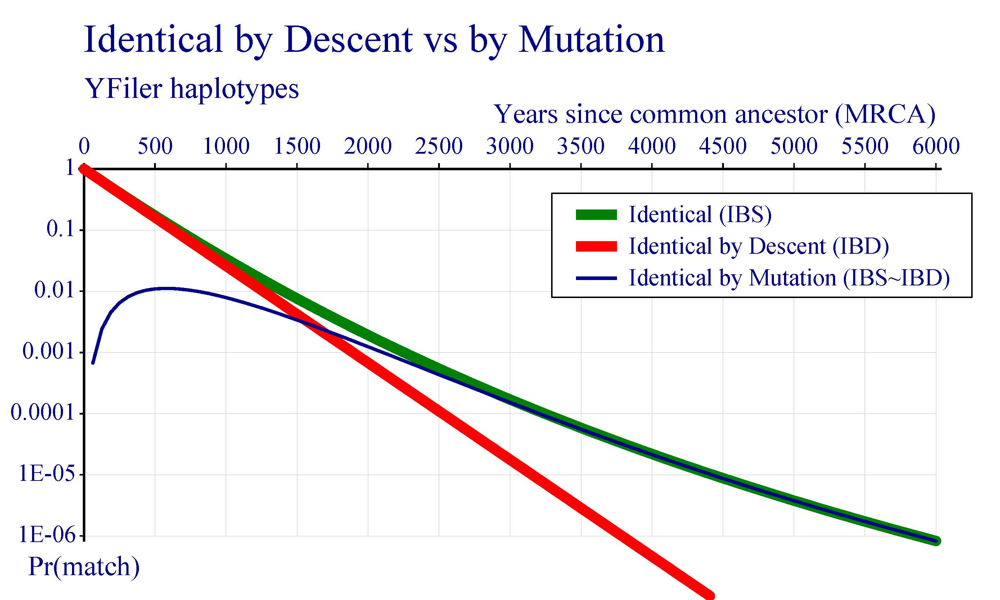 Identical by Descent vs by Mutation
YFiler haplotypes
Years since common ancestor (MRCA)
0 500 1000 1500 2000 2500 3000 3500 4000 4500 5000 5500 6000
1
0.1
0.01
0.001
0.0001
1E-05
1E-06
Pr(match)
Identical (IBS)
Identical by Descent (IBD)
Identical by Mutation (IBS~IBD)